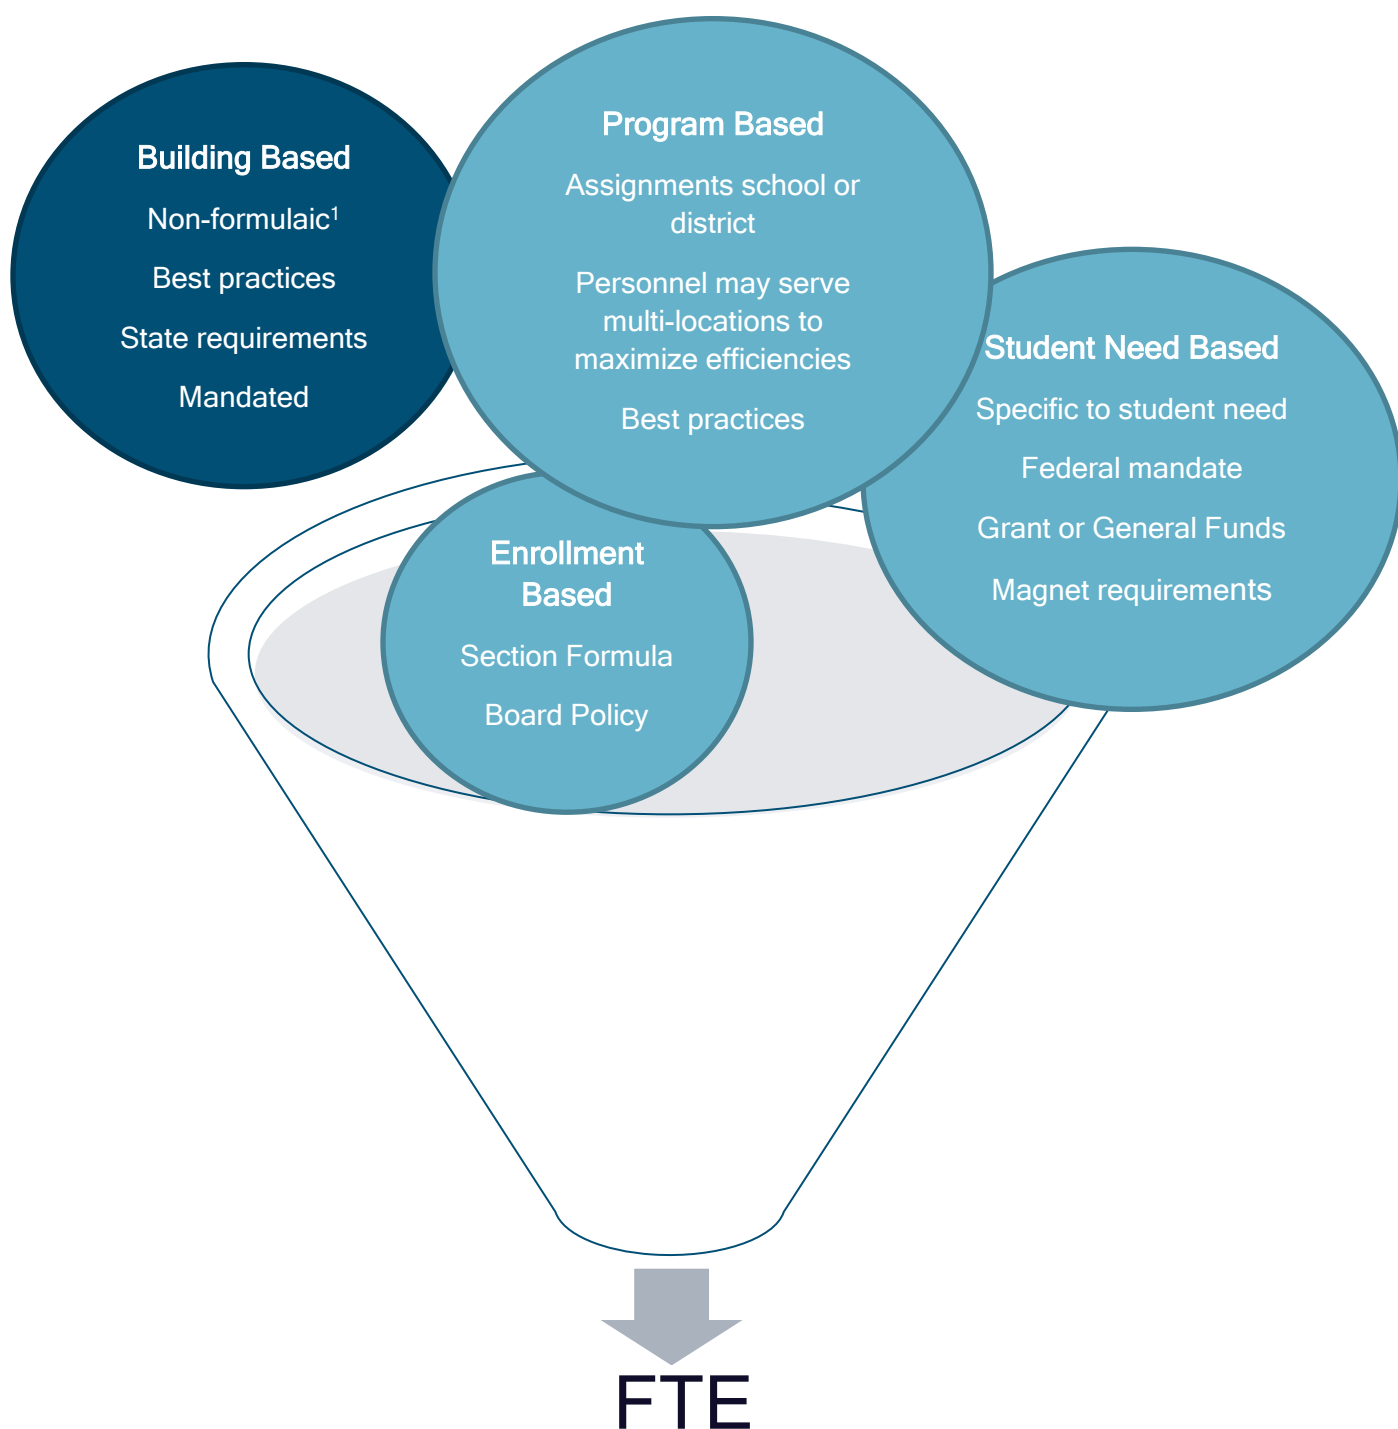 Building Based
Non-formulaic¹
Best practices
State requirements
Mandated
Program Based
Assignments school or
district
Personnel may serve
multi-locations to
maximize efficiencies
Best practices
Student Need Based
Specific to student need
Federal mandate
Grant or General Funds
Magnet requirements
Enrollment
Based
Section Formula
Board Policy
FTE